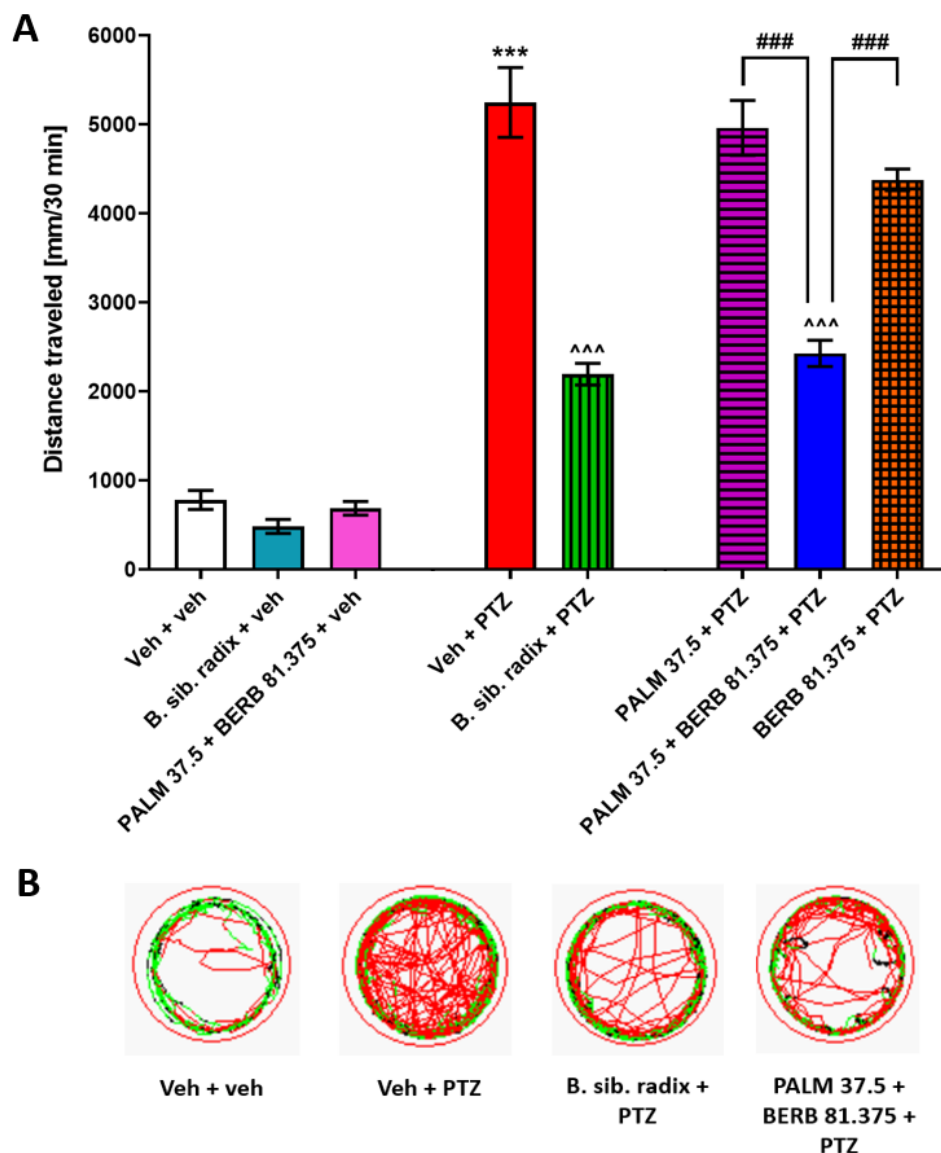 A
Distance traveled [mm/30 min]
6000
5000
4000
3000
2000
1000
0
***
^^^
###
###
^^^
Veh + veh
B. sib. radix + veh
PALM 37.5 + BERB 81.375 + veh
Veh + PTZ
B. sib. radix + PTZ
PALM 37.5 + PTZ
PALM 37.5 + BERB 81.375 + PTZ
BERB 81.375 + PTZ
B
Veh + veh
Veh + PTZ
B. sib. radix +
PTZ
PALM 37.5 +
BERB 81.375 +
PTZ